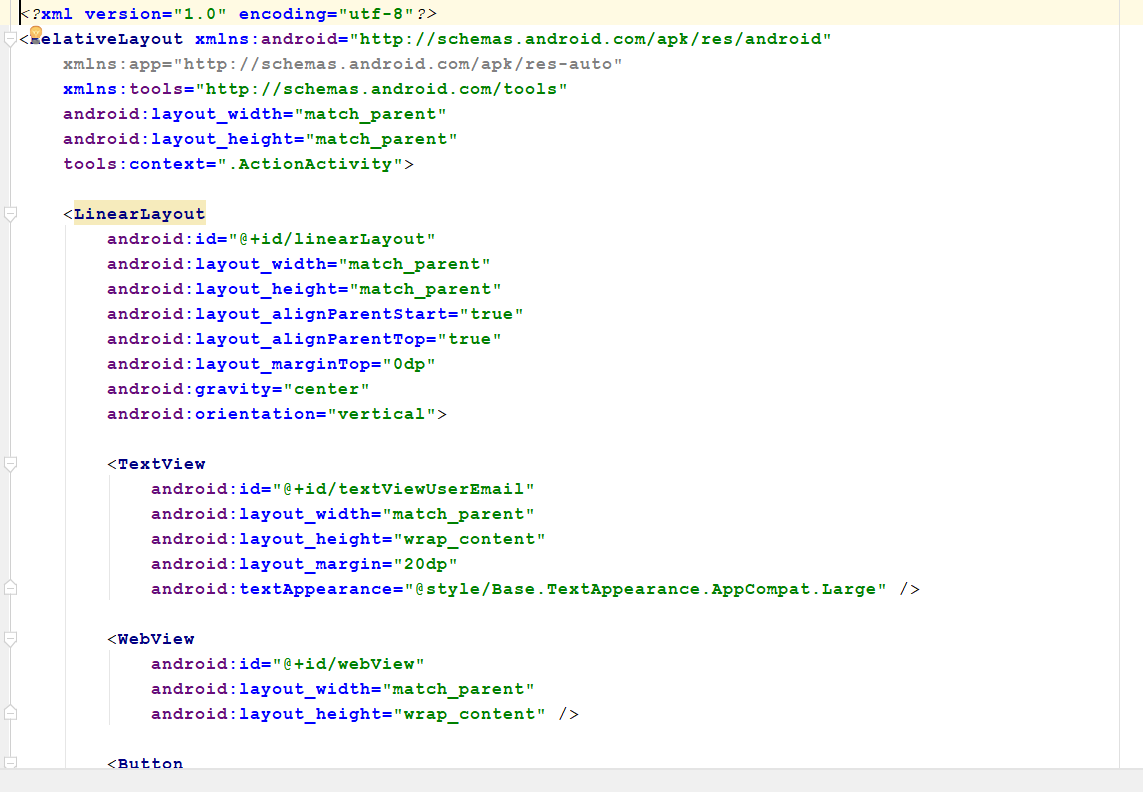 <?xml version="1.0" encoding="utf-8"?>
<RelativeLayout xmlns:android="http://schemas.android.com/apk/res/android"
    xmlns:app="http://schemas.android.com/apk/res-auto"
    xmlns:tools="http://schemas.android.com/tools"
    android:layout_width="match_parent"
    android:layout_height="match_parent"
    tools:context=".ActionActivity">
    <LinearLayout
        android:id="@+id/linearLayout"
        android:layout_width="match_parent"
        android:layout_height="match_parent"
        android:layout_alignParentStart="true"
        android:layout_alignParentTop="true"
        android:layout_marginTop="0dp"
        android:gravity="center"
        android:orientation="vertical">
        <TextView
            android:id="@+id/textViewUserEmail"
            android:layout_width="match_parent"
            android:layout_height="wrap_content"
            android:layout_margin="20dp"
            android:textAppearance="@style/Base.TextAppearance.AppCompat.Large" />
        <WebView
            android:id="@+id/webView"
            android:layout_width="match_parent"
            android:layout_height="wrap_content" />
        <Button